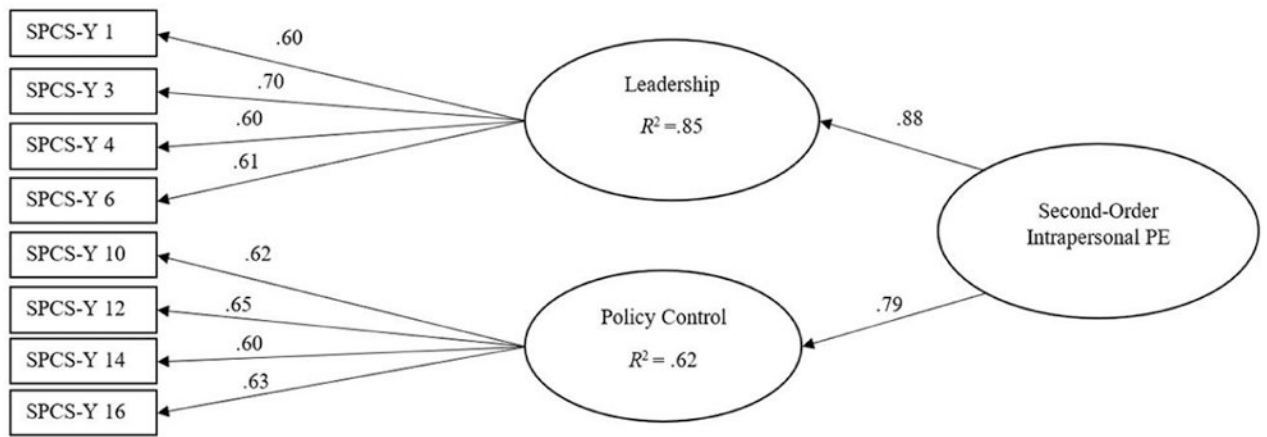 SPCS-Y 1
SPCS-Y 3
SPCS-Y 4
SPCS-Y 6
SPCS-Y 10
SPCS-Y 12
SPCS-Y 14
SPCS-Y 16
.60
.70
.60
.61
.62
.65
.60
.63
Leadership
R² =.85
Policy Control
R² = .62
.88
.79
Second-Order
Intrapersonal PE